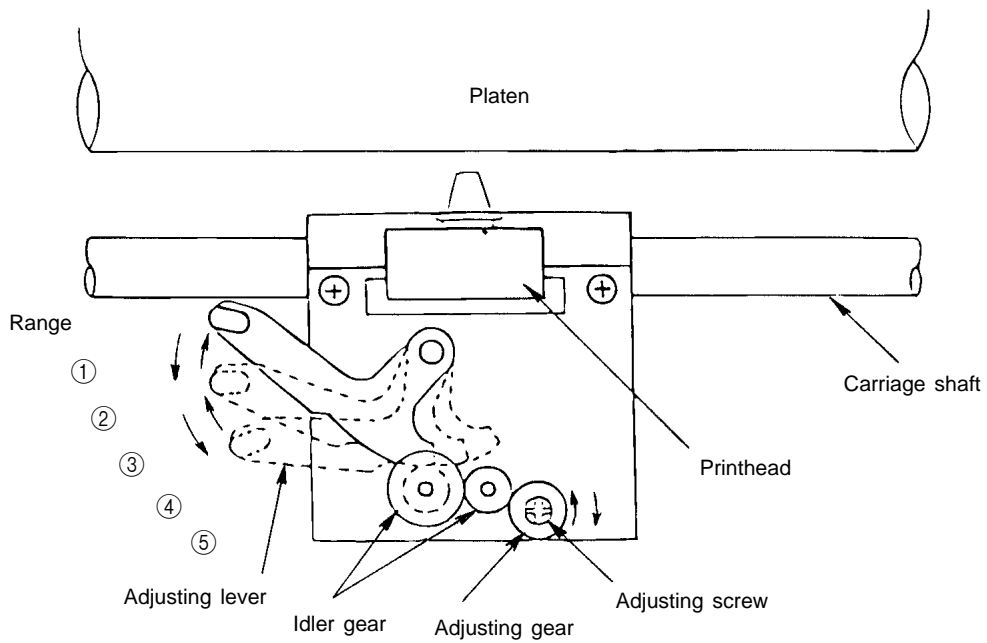 Platen
Range
①
②
③
④
⑤
Carriage shaft
Printhead
Adjusting lever
Idler gear
Adjusting gear
Adjusting screw